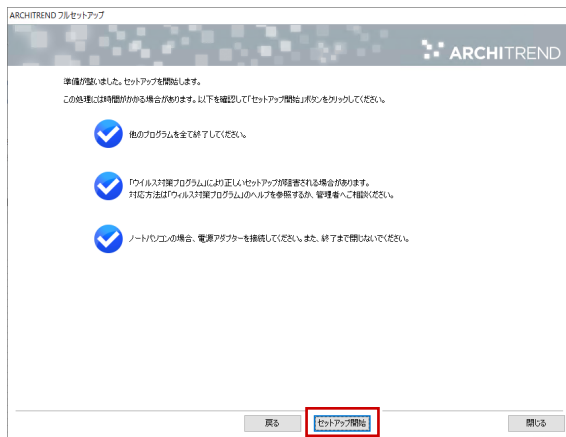 ARCHITREND フルセットアップ
ARCHITREND
準備が整いました。セットアップを開始します。
この処理には時間がかかる場合があります。以下を確認して「セットアップ開始」ボタンをクリックしてください。
他のプログラムを全て終了してください。
「ウイルス対策プログラム」により正しいセットアップが阻害される場合があります。
対応方法は「ウィルス対策プログラム」のヘルプを参照するか、管理者へご相談ください。
ノートパソコンの場合、電源アダプターを接続してください。また、終了まで閉じないでください。
戻る セットアップ開始 閉じる